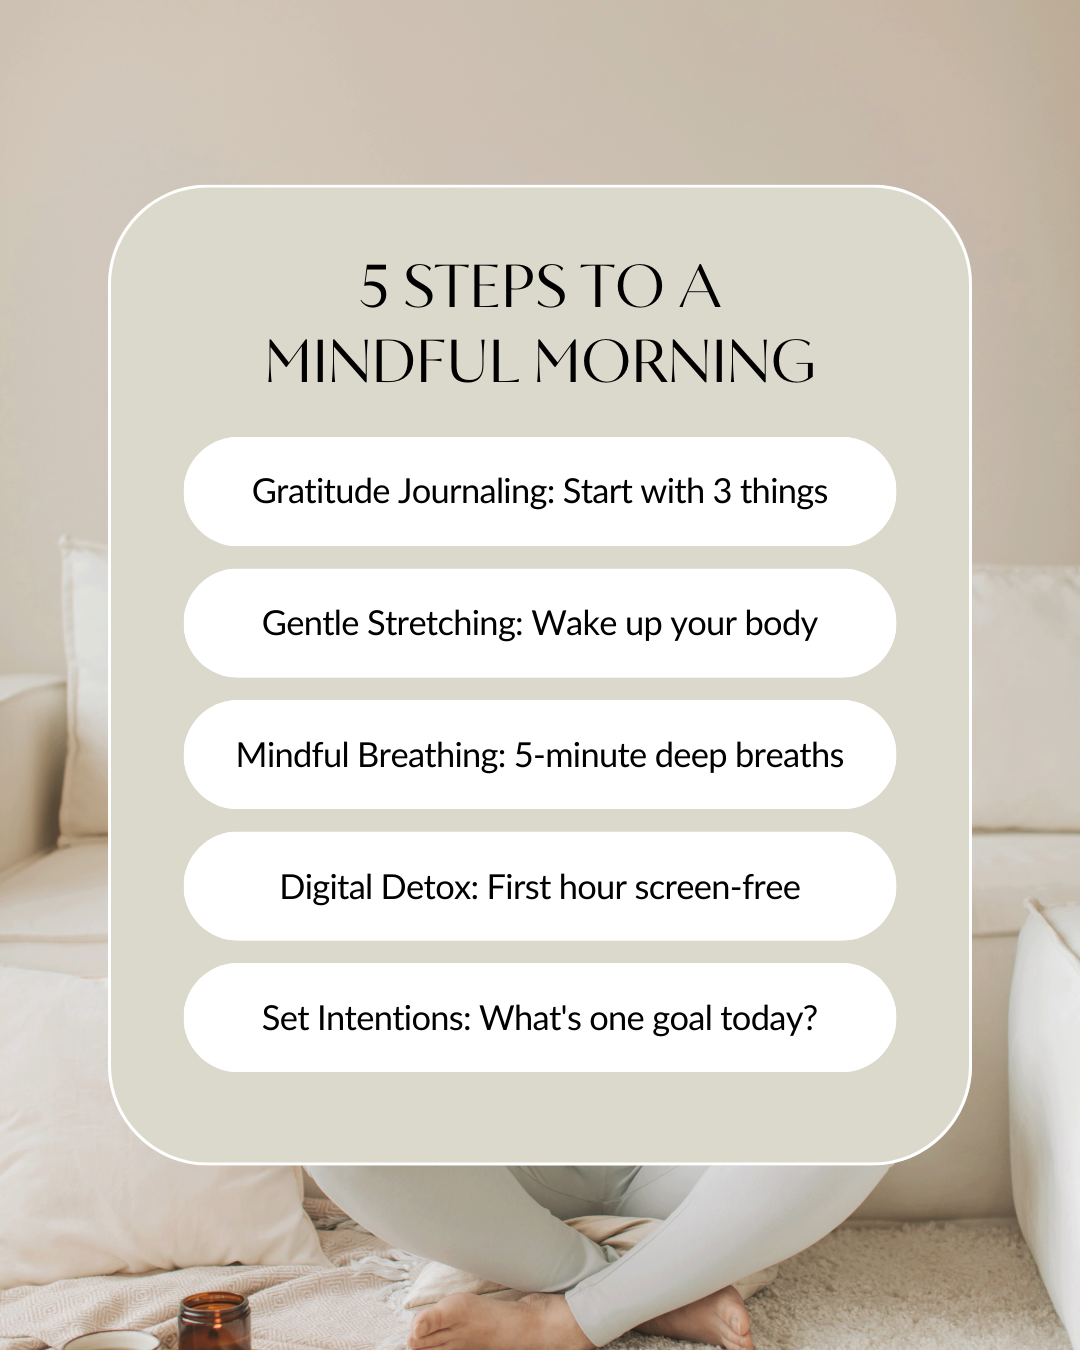 5 STEPS TO A
MINDFUL MORNING
Gratitude Journaling: Start with 3 things
Gentle Stretching: Wake up your body
Mindful Breathing: 5-minute deep breaths
Digital Detox: First hour screen-free
Set Intentions: What's one goal today?